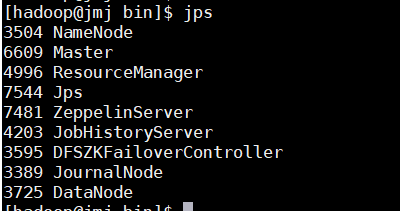 [hadoop@jmj bin]$ jps
3504 NameNode
6609 Master
4996 ResourceManager
7544 Jps
7481 ZeppelinServer
4203 JobHistoryServer
3595 DFSZKFailoverController
3389 JournalNode
3725 DataNode
[hadoop@jmj bin]$